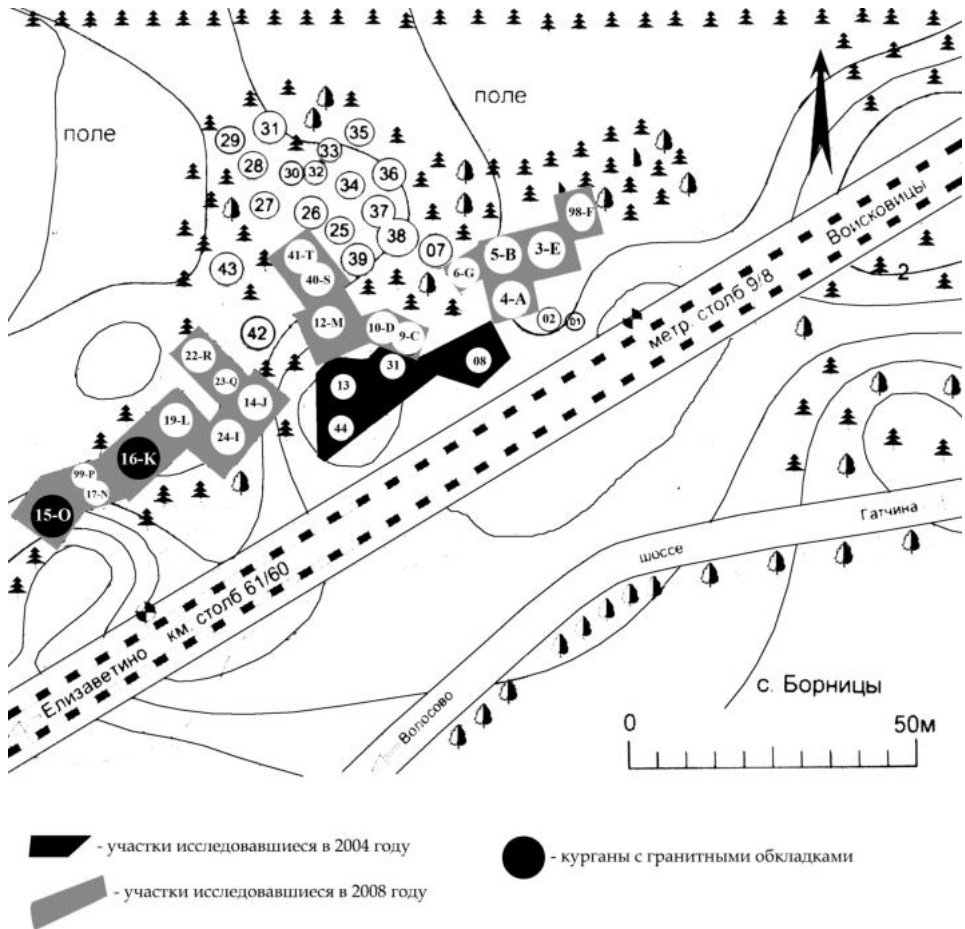 поле
поле
31
35
29
33
28
30
32
36
34
27
26
37
25
38
07
39
43
41-T
40-S
98-F
5-B
3-E
6-G
4-A
02
01
12-M
10-D
9-C
42
22-R
23-Q
14-J
13
31
08
44
19-L
24-I
16-K
99-P
17-N
15-O
Воисковицы
метр. столб 9/8
2
Елизаветино
км. столб 61/60
Гатчина
шоссе
Волосово
с. Борницы
0
50м
- участки исследовавшиеся в 2004 году
- курганы с гранитными обкладками
- участки исследовавшиеся в 2008 году